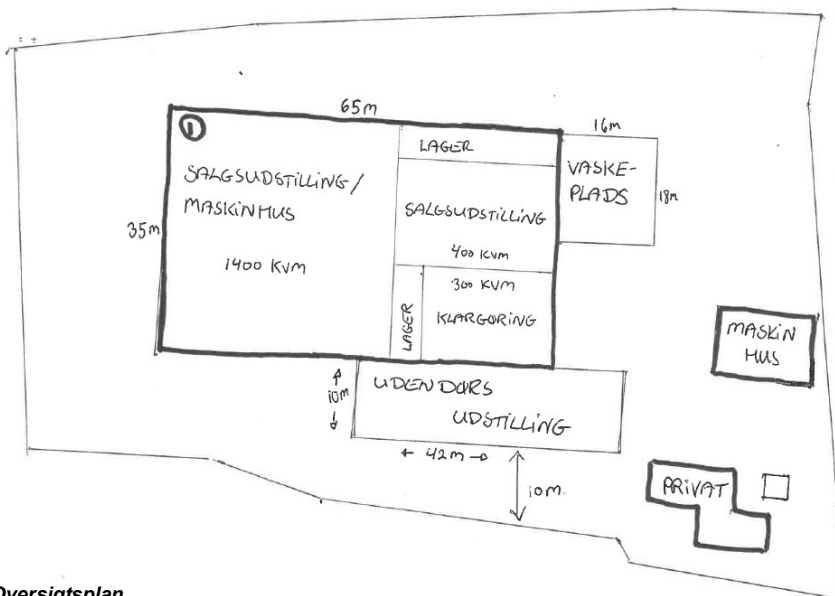 65m
①
SALGSUDSTILLING/
MASKINHUS
1400 KVM
35m
LAGER
SALGSUDSTILLING
400 KVM
300 KVM
KLARGØRING
LAGER
16m
VASKE-
PLADS
18m
MASKIN
HUS
10m
UDENDØRS
UDSTILLING
42m
10m.
PRIVAT
Oversigtsplan